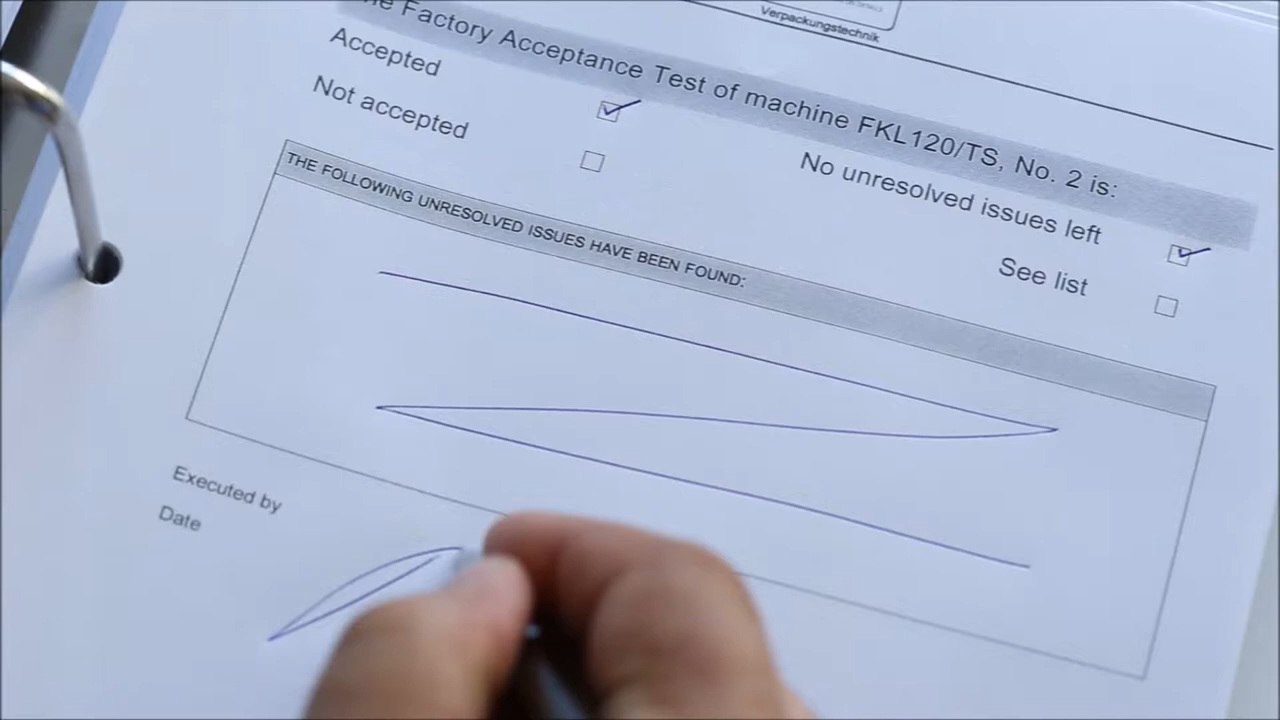 Verpackungstechnik
he Factory Acceptance Test of machine FKL120/TS, No. 2 is:
Accepted
No unresolved issues left
Not accepted
See list
THE FOLLOWING UNRESOLVED ISSUES HAVE BEEN FOUND:
Executed by
Date